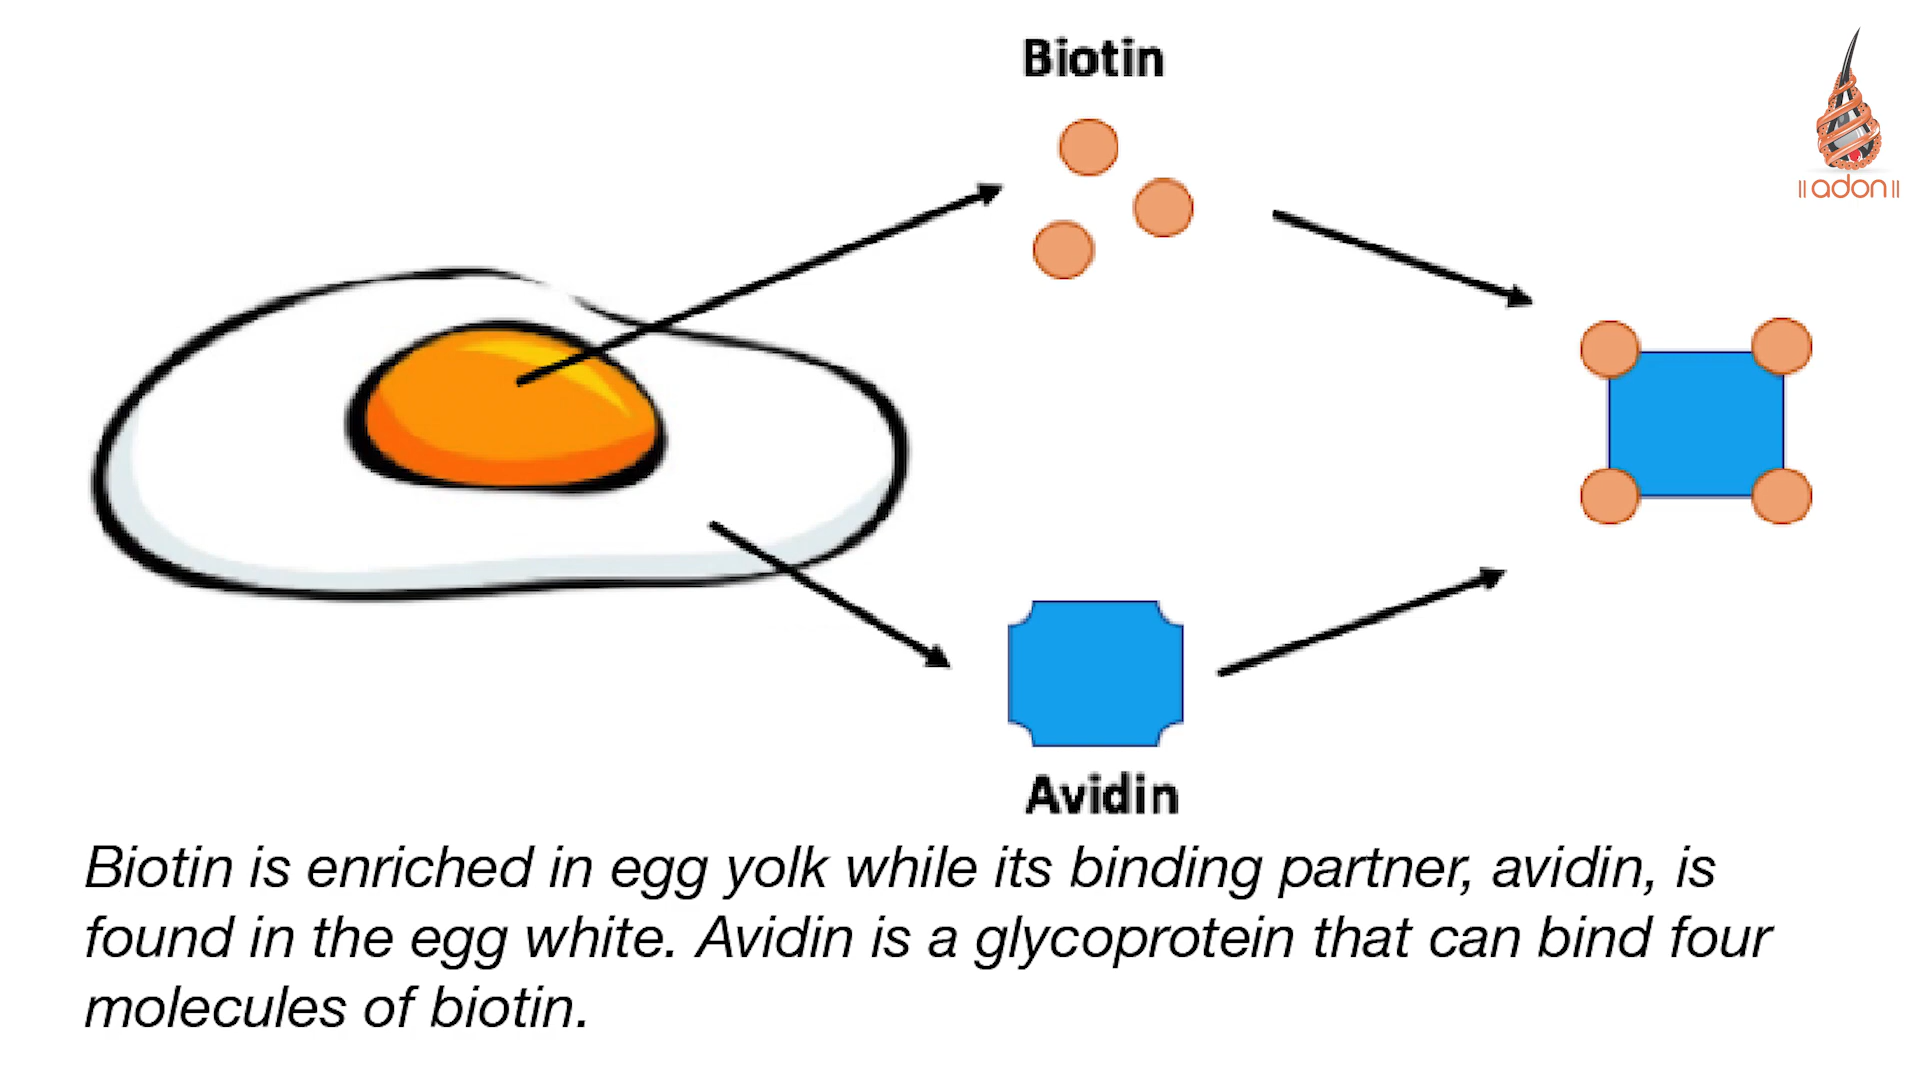 Biotin
॥adon॥
Avidin
Biotin is enriched in egg yolk while its binding partner, avidin, is
found in the egg white. Avidin is a glycoprotein that can bind four
molecules of biotin.